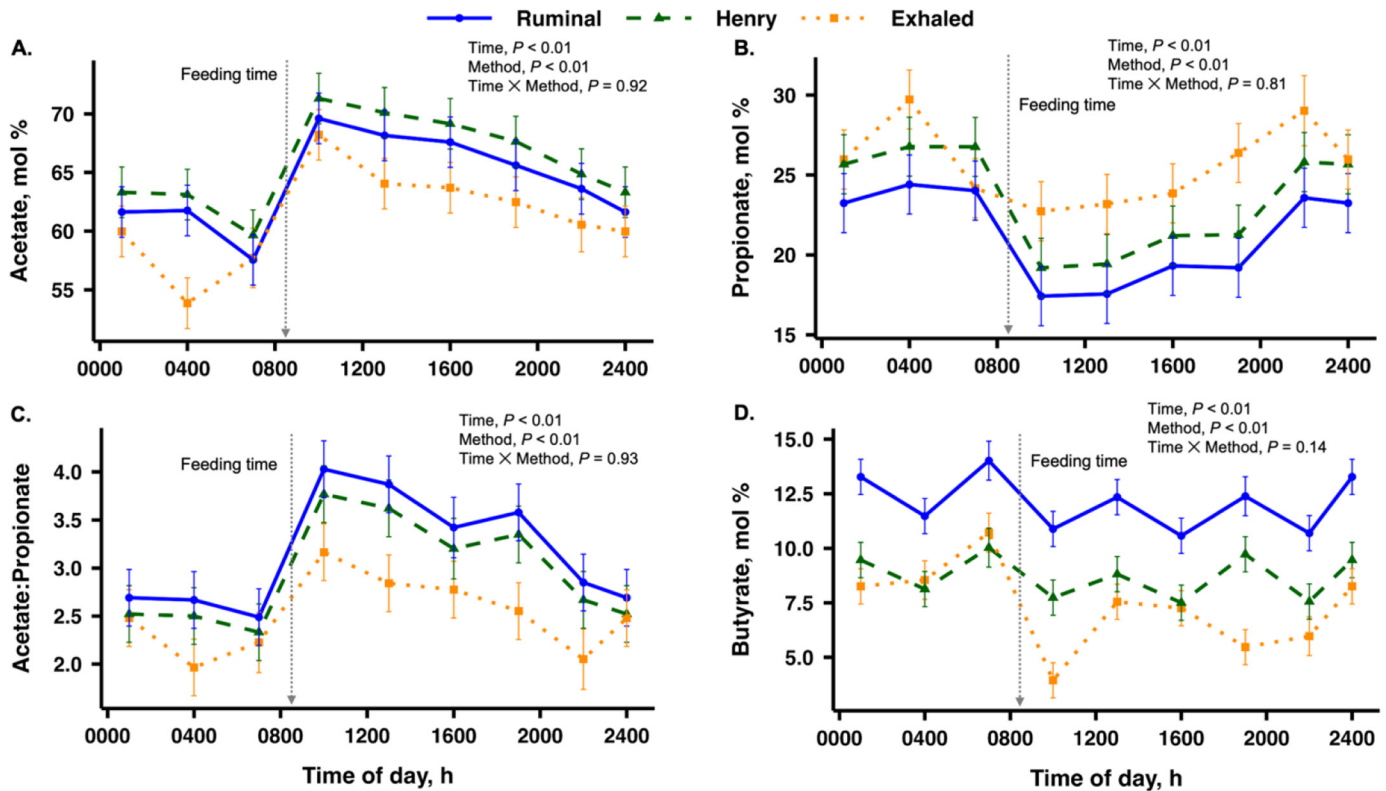 Ruminal Henry Exhaled
A.
Time, P < 0.01
Method, P < 0.01
Time × Method, P = 0.92
Feeding time
Acetate, mol %
70
65
60
55
0000 0400 0800 1200 1600 2000 2400
B.
Time, P < 0.01
Method, P < 0.01
Time × Method, P = 0.81
Feeding time
Propionate, mol %
30
25
20
15
0000 0400 0800 1200 1600 2000 2400
C.
Time, P < 0.01
Method, P < 0.01
Time × Method, P = 0.93
Feeding time
Acetate:Propionate
4.0
3.5
3.0
2.5
2.0
0000 0400 0800 1200 1600 2000 2400
Time of day, h
D.
Time, P < 0.01
Method, P < 0.01
Time × Method, P = 0.14
Feeding time
Butyrate, mol %
15.0
12.5
10.0
7.5
5.0
0000 0400 0800 1200 1600 2000 2400
Time of day, h